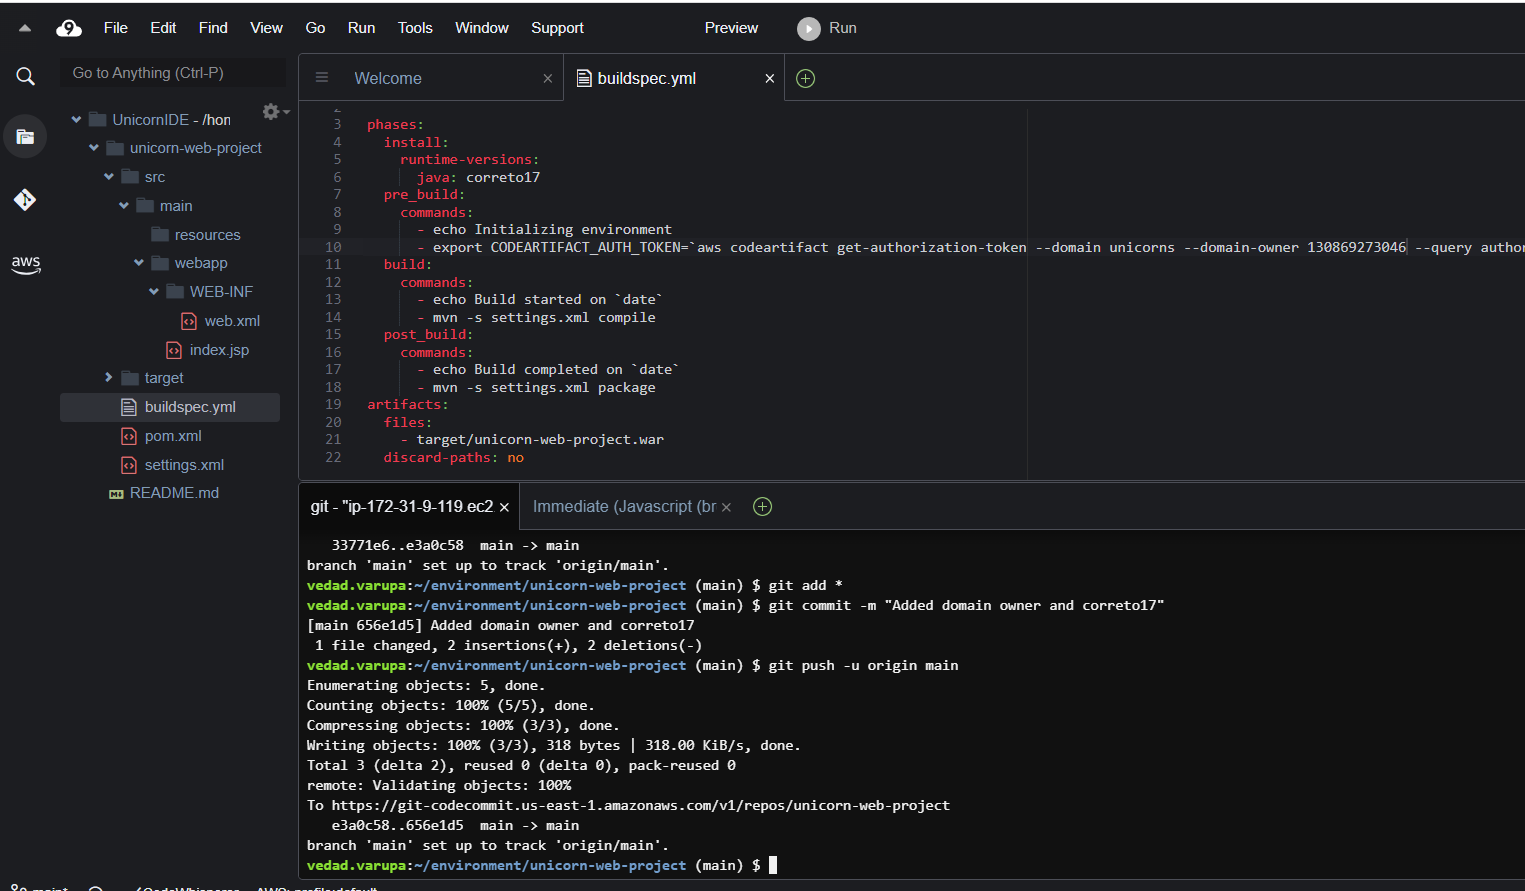 File Edit Find View Go Run Tools Window Support Preview Run
Go to Anything (Ctrl-P)
Welcome
buildspec.yml
UnicornIDE - /hon
unicorn-web-project
src
main
resources
webapp
WEB-INF
web.xml
index.jsp
target
buildspec.yml
pom.xml
settings.xml
README.md
aws
2
3 phases:
4 install:
5 runtime-versions:
6 java: correto17
7 pre_build:
8 commands:
9 - echo Initializing environment
10 - export CODEARTIFACT_AUTH_TOKEN=`aws codeartifact get-authorization-token --domain unicorns --domain-owner 130869273046 --query author
11 build:
12 commands:
13 - echo Build started on `date`
14 - mvn -s settings.xml compile
15 post_build:
16 commands:
17 - echo Build completed on `date`
18 - mvn -s settings.xml package
19 artifacts:
20 files:
21 - target/unicorn-web-project.war
22 discard-paths: no
git - "ip-172-31-9-119.ec2
Immediate (Javascript (br
33771e6..e3a0c58 main -> main
branch 'main' set up to track 'origin/main'.
vedad.varupa:~/environment/unicorn-web-project (main) $ git add *
vedad.varupa:~/environment/unicorn-web-project (main) $ git commit -m "Added domain owner and correto17"
[main 656e1d5] Added domain owner and correto17
1 file changed, 2 insertions(+), 2 deletions(-)
vedad.varupa:~/environment/unicorn-web-project (main) $ git push -u origin main
Enumerating objects: 5, done.
Counting objects: 100% (5/5), done.
Compressing objects: 100% (3/3), done.
Writing objects: 100% (3/3), 318 bytes | 318.00 KiB/s, done.
Total 3 (delta 2), reused 0 (delta 0), pack-reused 0
remote: Validating objects: 100%
To https://git-codecommit.us-east-1.amazonaws.com/v1/repos/unicorn-web-project
e3a0c58..656e1d5 main -> main
branch 'main' set up to track 'origin/main'.
vedad.varupa:~/environment/unicorn-web-project (main) $
CodeWhisperer AWS: profile:default